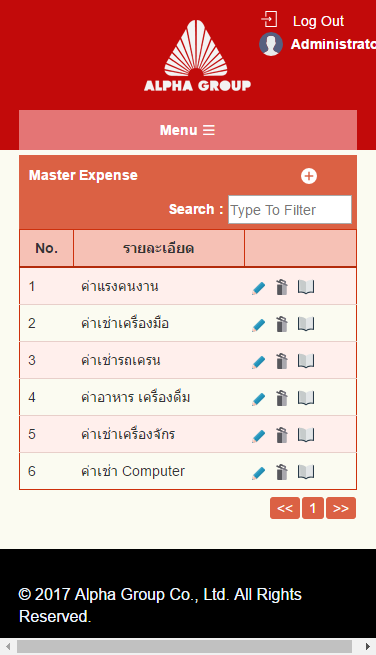 Log Out
Administrato
ALPHA GROUP
Menu ☰
Master Expense
Search : Type To Filter
No. รายละเอียด
1 ค่าแรงคนงาน
2 ค่าเช่าเครื่องมือ
3 ค่าเช่ารถเครน
4 ค่าอาหาร เครื่องดื่ม
5 ค่าเช่าเครื่องจักร
6 ค่าเช่า Computer
<< 1 >>
© 2017 Alpha Group Co., Ltd. All Rights
Reserved.